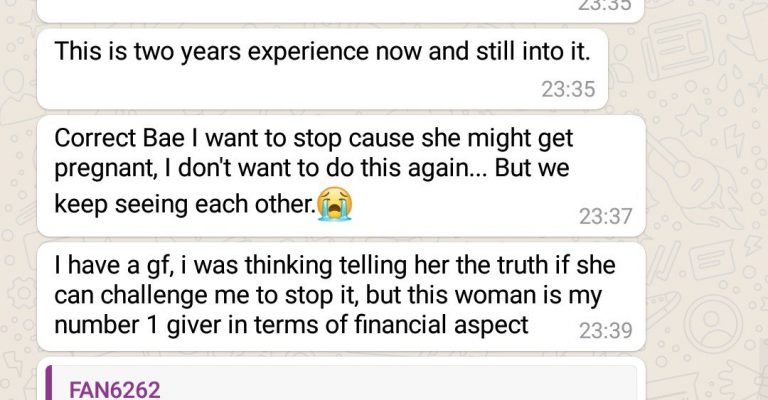 23:35
This is two years experience now and still into it.
23:35
Correct Bae I want to stop cause she might get
pregnant, I don't want to do this again... But we
keep seeing each other.😭
23:37
I have a gf, i was thinking telling her the truth if she
can challenge me to stop it, but this woman is my
number 1 giver in terms of financial aspect
23:39
FAN6262